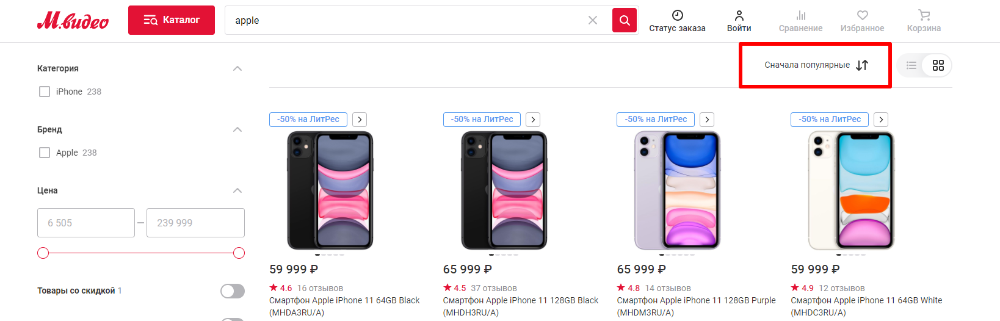 М.видео
Каталог
apple
Статус заказа
Войти
Сравнение
Избранное
Корзина
Сначала популярные
Категория
iPhone 238
Бренд
Apple 238
Цена
6 505 – 239 999
Товары со скидкой 1
-50% на ЛитРес
59 999 ₽
4.6 16 отзывов
Смартфон Apple iPhone 11 64GB Black
(MHDA3RU/A)
-50% на ЛитРес
65 999 ₽
4.5 37 отзывов
Смартфон Apple iPhone 11 128GB Black
(MHDH3RU/A)
-50% на ЛитРес
65 999 ₽
4.8 14 отзывов
Смартфон Apple iPhone 11 128GB Purple
(MHDM3RU/A)
-50% на ЛитРес
59 999 ₽
4.9 12 отзывов
Смартфон Apple iPhone 11 64GB White
(MHDC3RU/A)